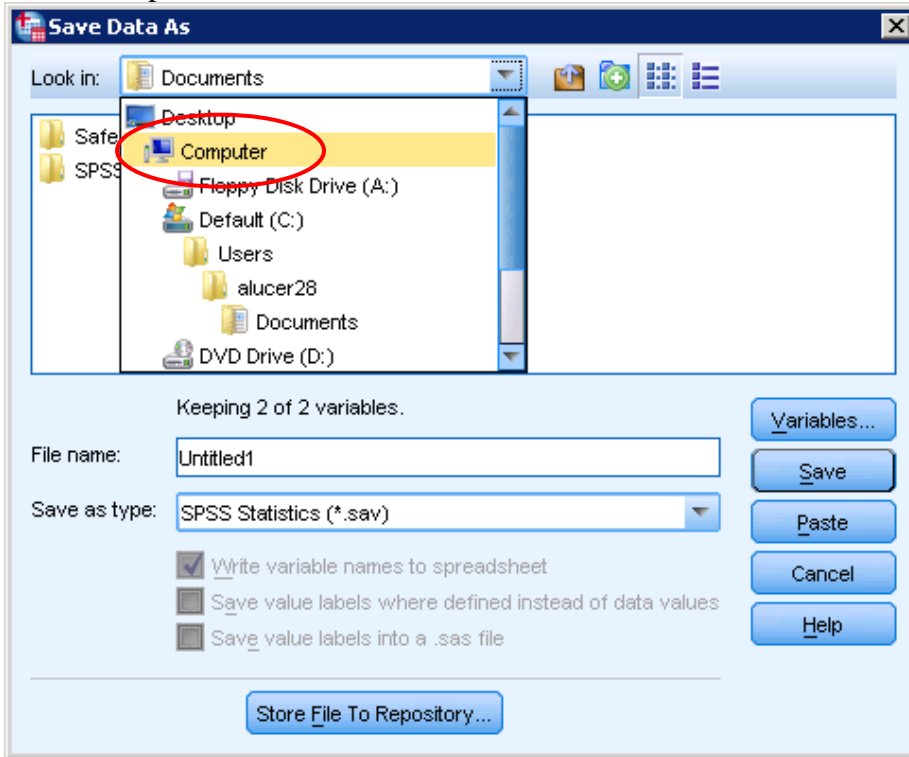 Save Data As
Look in: Documents
Desktop
Safe
Computer
SPSS
Floppy Disk Drive (A:)
Default (C:)
Users
alucer28
Documents
DVD Drive (D:)
Keeping 2 of 2 variables.
Variables...
File name: Untitled1
Save
Save as type: SPSS Statistics (*.sav)
Paste
Write variable names to spreadsheet
Cancel
Save value labels where defined instead of data values
Save value labels into a .sas file
Help
Store File To Repository...